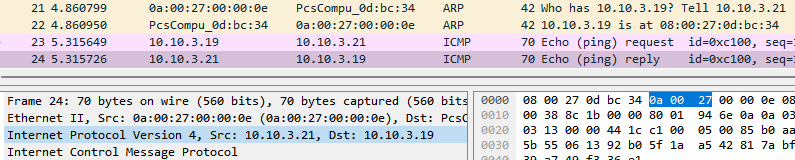 21 4.860799 0a:00:27:00:00:0e PcsCompu_0d:bc:34 ARP 42 Who has 10.10.3.19? Tell 10.10.3.21
22 4.860950 PcsCompu_0d:bc:34 0a:00:27:00:00:0e ARP 42 10.10.3.19 is at 08:00:27:0d:bc:34
23 5.315649 10.10.3.19 10.10.3.21 ICMP 70 Echo (ping) request id=0xc100, seq=
24 5.315726 10.10.3.21 10.10.3.19 ICMP 70 Echo (ping) reply id=0xc100, seq=
Frame 24: 70 bytes on wire (560 bits), 70 bytes captured (560 bits
Ethernet II, Src: 0a:00:27:00:00:0e (0a:00:27:00:00:0e), Dst: PcsC
Internet Protocol Version 4, Src: 10.10.3.21, Dst: 10.10.3.19
Internet Control Message Protocol
0000 08 00 27 0d bc 34 0a 00 27 00 00 0e 08
0010 00 38 8c 1b 00 00 80 01 94 6e 0a 0a 03
0020 03 13 00 00 44 1c c1 00 05 00 85 b0 aa
0030 5b 55 06 13 92 b0 5f 1a a5 42 81 7a bf
39 a7 49 f3 36 e1